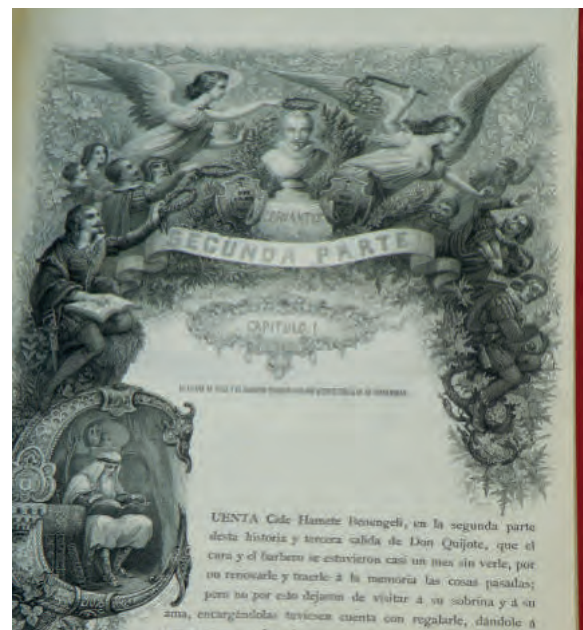 CERVANTES
SEGUNDA PARTE
CAPITULO I
CUENTA Cide Hamete Benengeli, en la segunda parte
desta historia y tercera salida de Don Quijote, que el
cura y el barbero se estuvieron casi un mes sin verle, por
no renovarle y traerle á la memoria las cosas pasadas;
pero no por esto dejaron de visitar á su sobrina y á su
ama, encargándolas tuviesen cuenta con regalarle, dándole á